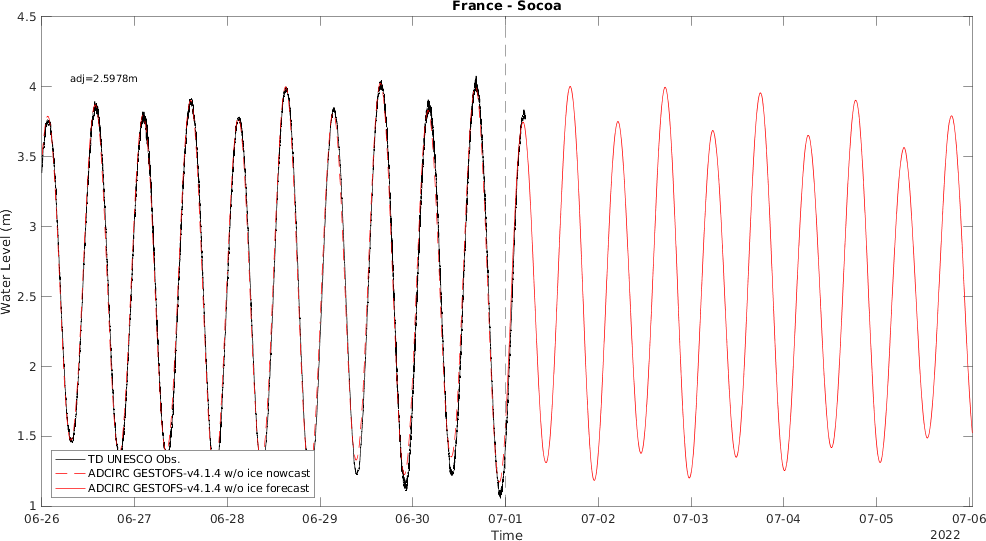 France - Socoa
4.5
adj=2.5978m
4
3.5
3
2.5
2
1.5
1
Water Level (m)
TD UNESCO Obs.
ADCIRC GESTOFS-v4.1.4 w/o ice nowcast
ADCIRC GESTOFS-v4.1.4 w/o ice forecast
06-26 06-27 06-28 06-29 06-30 07-01 07-02 07-03 07-04 07-05 07-06
Time
2022